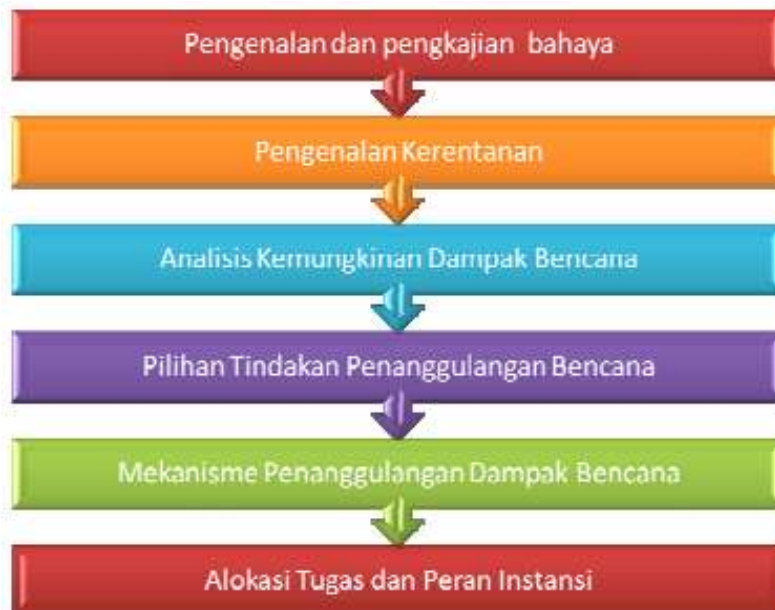 Pengenalan dan pengkajian bahaya
Pengenalan Kerentanan
Analisis Kemungkinan Dampak Bencana
Pilihan Tindakan Penanggulangan Bencana
Mekanisme Penanggulangan Dampak Bencana
Alokasi Tugas dan Peran Instansi